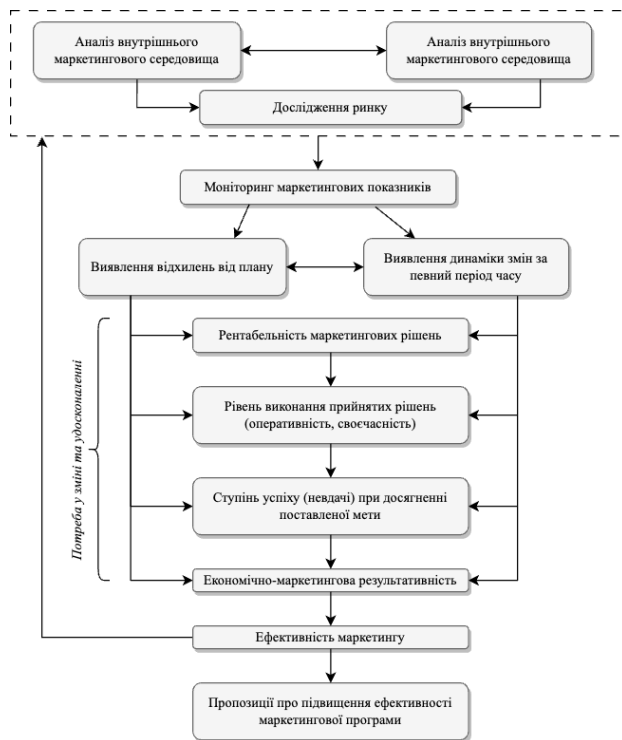 Аналіз внутрішнього
маркетингового середовища
Аналіз внутрішнього
маркетингового середовища
Дослідження ринку
Моніторинг маркетингових показників
Виявлення відхилень від плану
Виявлення динаміки змін за
певний період часу
Потреба у зміні та удосконаленні
Рентабельність маркетингових рішень
Рівень виконання прийнятих рішень
(оперативність, своєчасність)
Ступінь успіху (невдачі) при досягненні
поставленої мети
Економічно-маркетингова результативність
Ефективність маркетингу
Пропозиції про підвищення ефективності
маркетингової програми